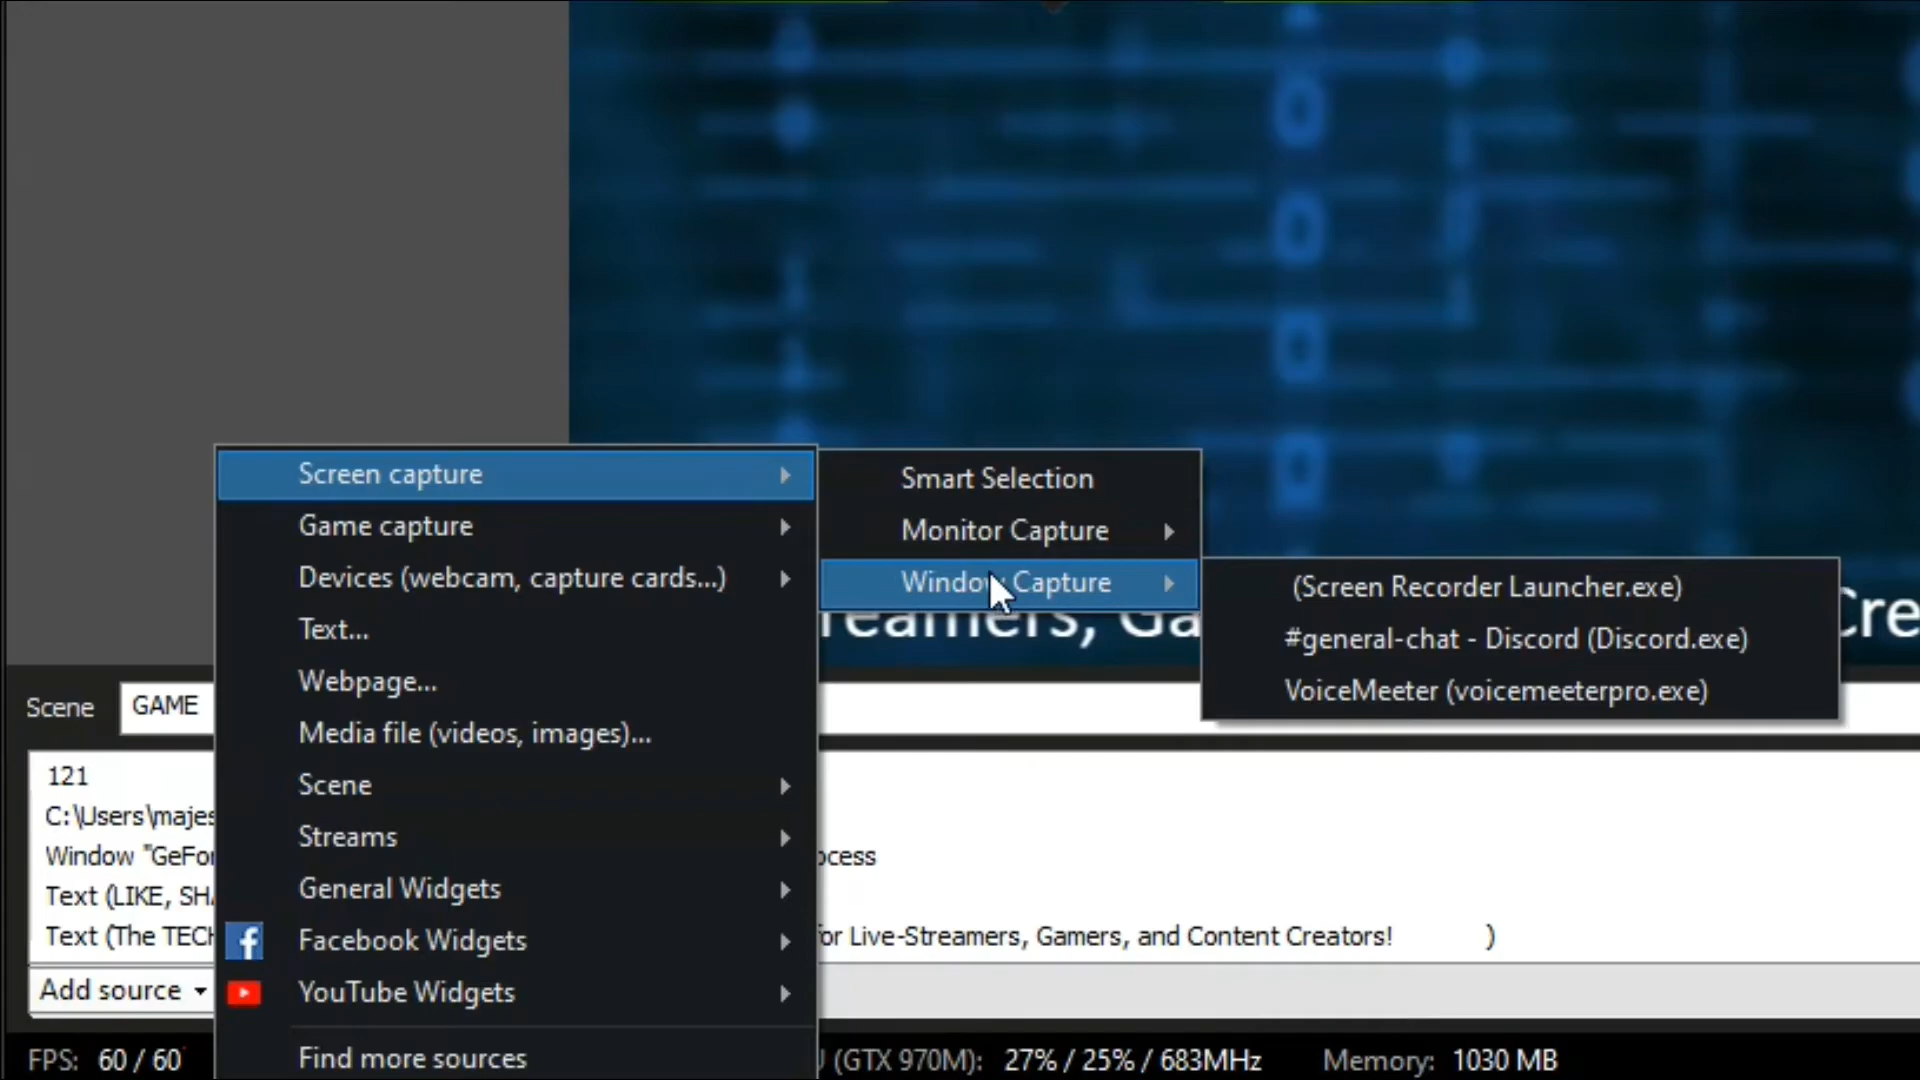 Screen capture
Game capture
Devices (webcam, capture cards...)
Text...
Webpage...
Media file (videos, images)...
Scene
Streams
General Widgets
Facebook Widgets
YouTube Widgets
Find more sources
Smart Selection
Monitor Capture
Window Capture
(Screen Recorder Launcher.exe)
#general-chat - Discord (Discord.exe)
VoiceMeeter (voicemeeterpro.exe)
Scene GAME
121
C:\Users\majes
Window "GeFor ocess
Text (LIKE, SHA
Text (The TECH for Live-Streamers, Gamers, and Content Creators! )
Add source
FPS: 60 / 60 (GTX 970M): 27% / 25% / 683MHz Memory: 1030 MB